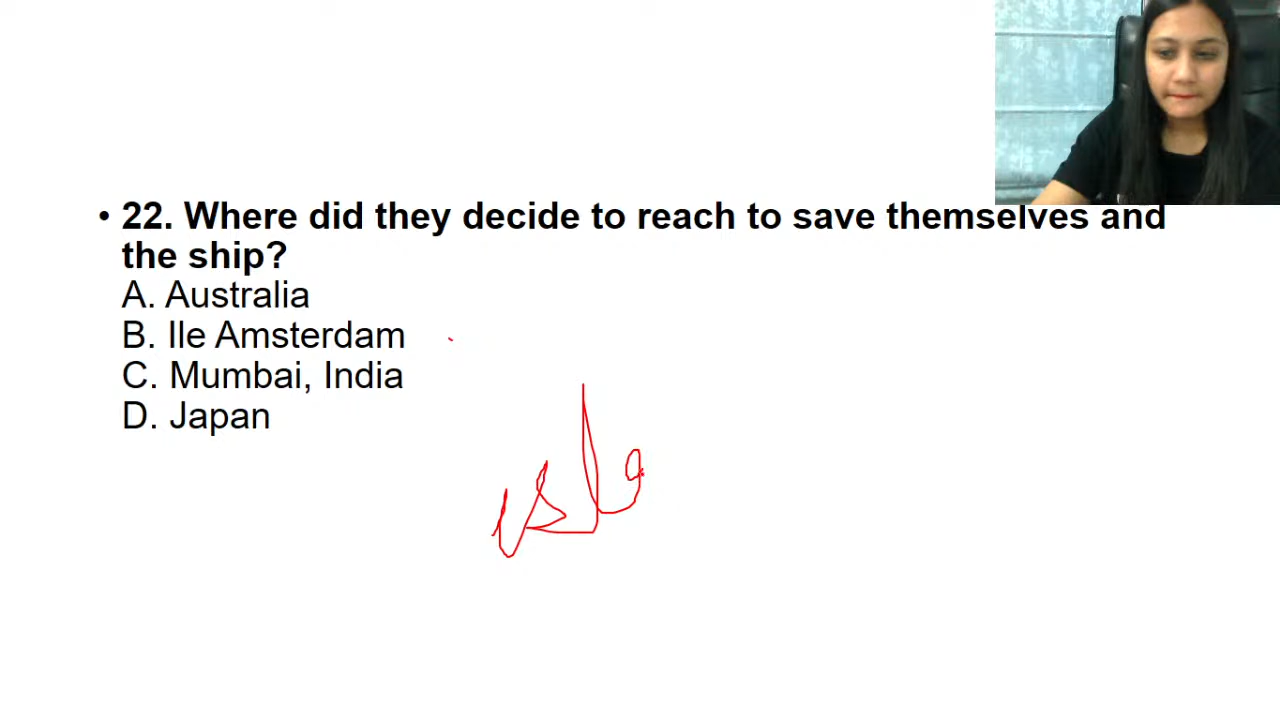 • 22. Where did they decide to reach to save themselves and
the ship?
A. Australia
B. Ile Amsterdam
C. Mumbai, India
D. Japan